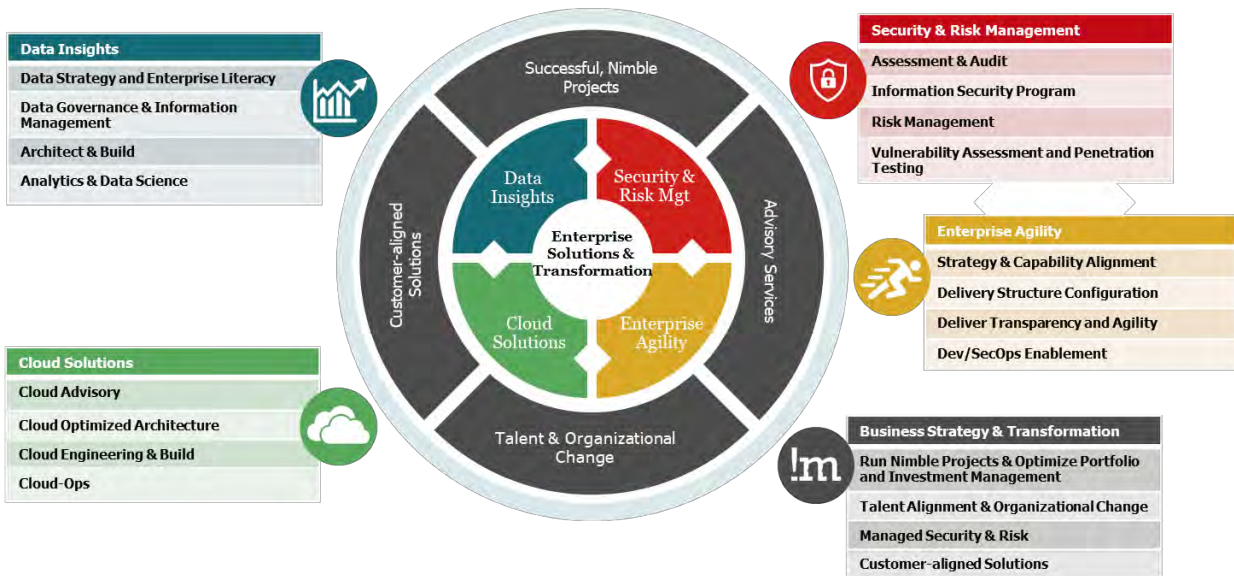 Data Insights
Data Strategy and Enterprise Literacy
Data Governance & Information
Management
Architect & Build
Analytics & Data Science
Cloud Solutions
Cloud Advisory
Cloud Optimized Architecture
Cloud Engineering & Build
Cloud-Ops
Successful, Nimble
Projects
Customer-aligned
Solutions
Advisory Services
Talent & Organizational
Change
Data
Insights
Security &
Risk Mgt
Enterprise
Solutions &
Transformation
Cloud
Solutions
Enterprise
Agility
Security & Risk Management
Assessment & Audit
Information Security Program
Risk Management
Vulnerability Assessment and Penetration
Testing
Enterprise Agility
Strategy & Capability Alignment
Delivery Structure Configuration
Deliver Transparency and Agility
Dev/SecOps Enablement
!m
Business Strategy & Transformation
Run Nimble Projects & Optimize Portfolio
and Investment Management
Talent Alignment & Organizational Change
Managed Security & Risk
Customer-aligned Solutions